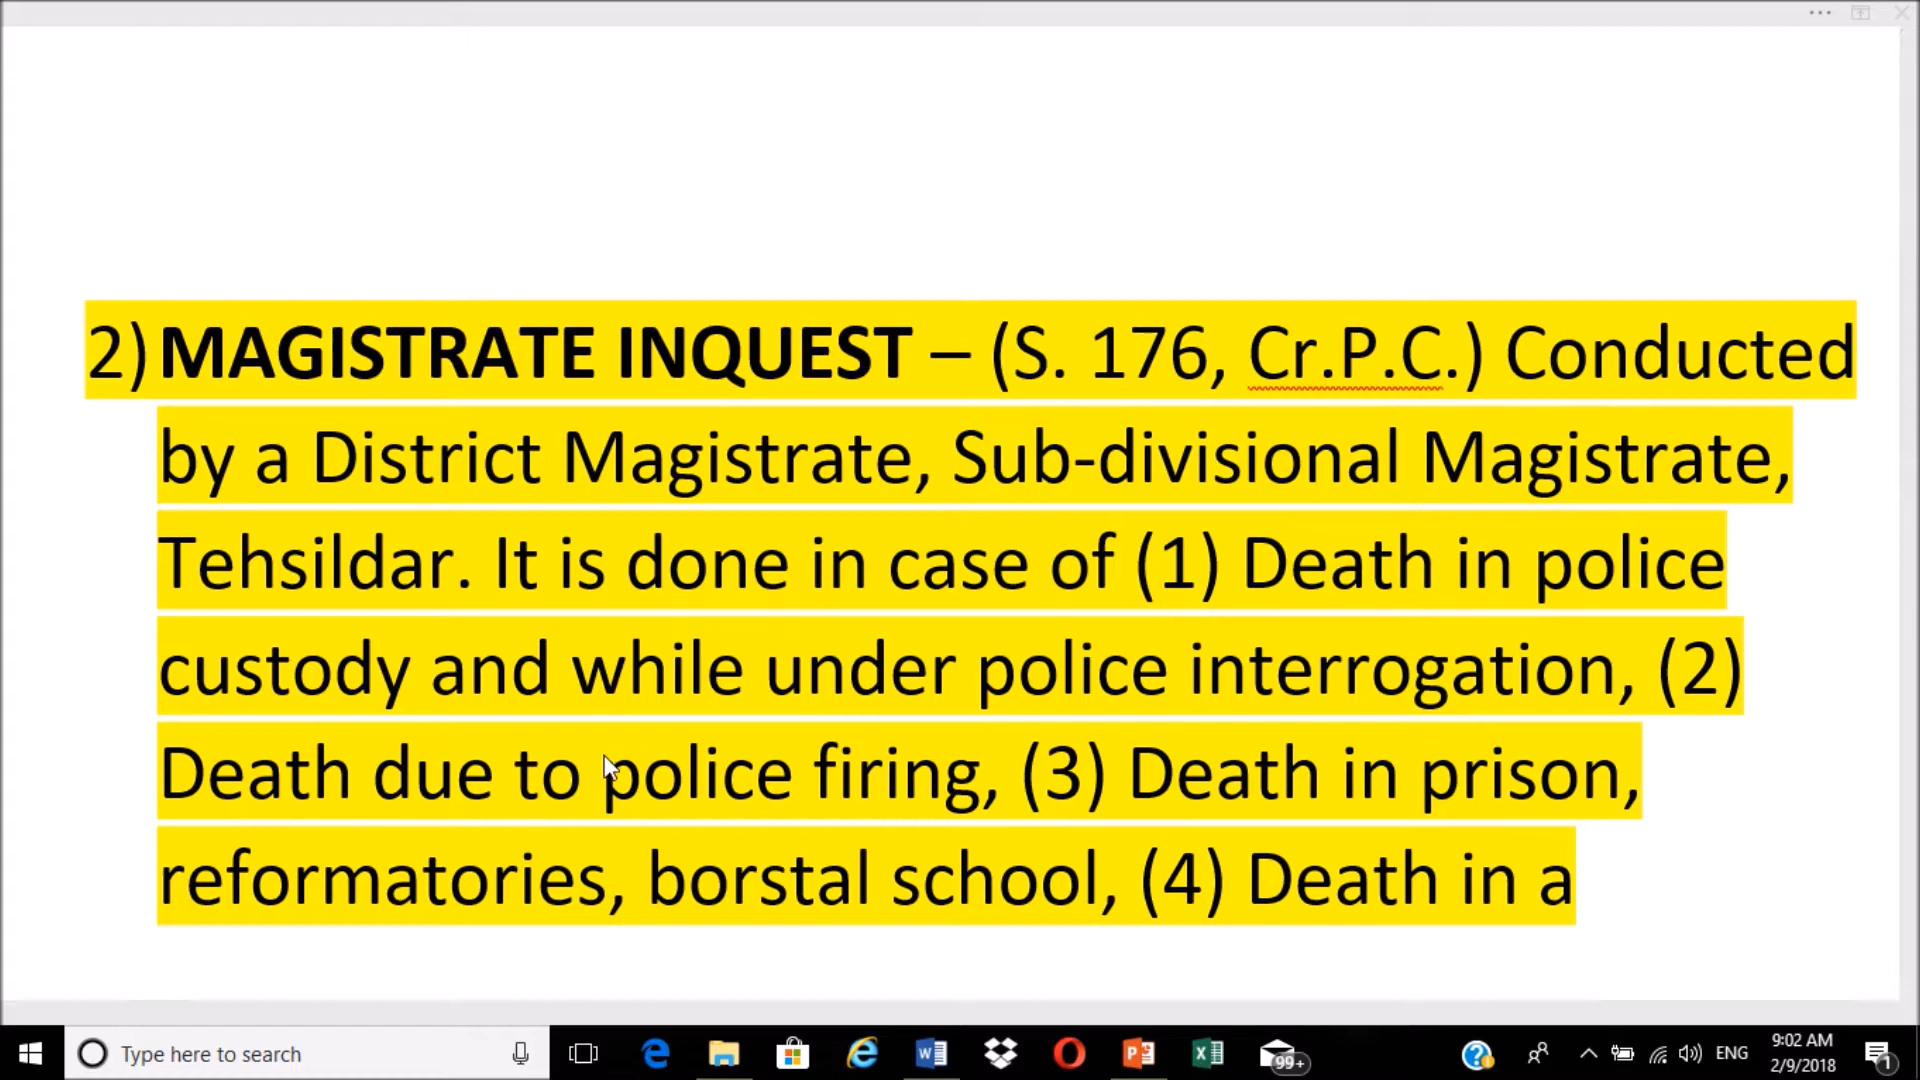 2) MAGISTRATE INQUEST – (S. 176, Cr.P.C.) Conducted
by a District Magistrate, Sub-divisional Magistrate,
Tehsildar. It is done in case of (1) Death in police
custody and while under police interrogation, (2)
Death due to police firing, (3) Death in prison,
reformatories, borstal school, (4) Death in a
Type here to search
99+
ENG
9:02 AM
2/9/2018
1